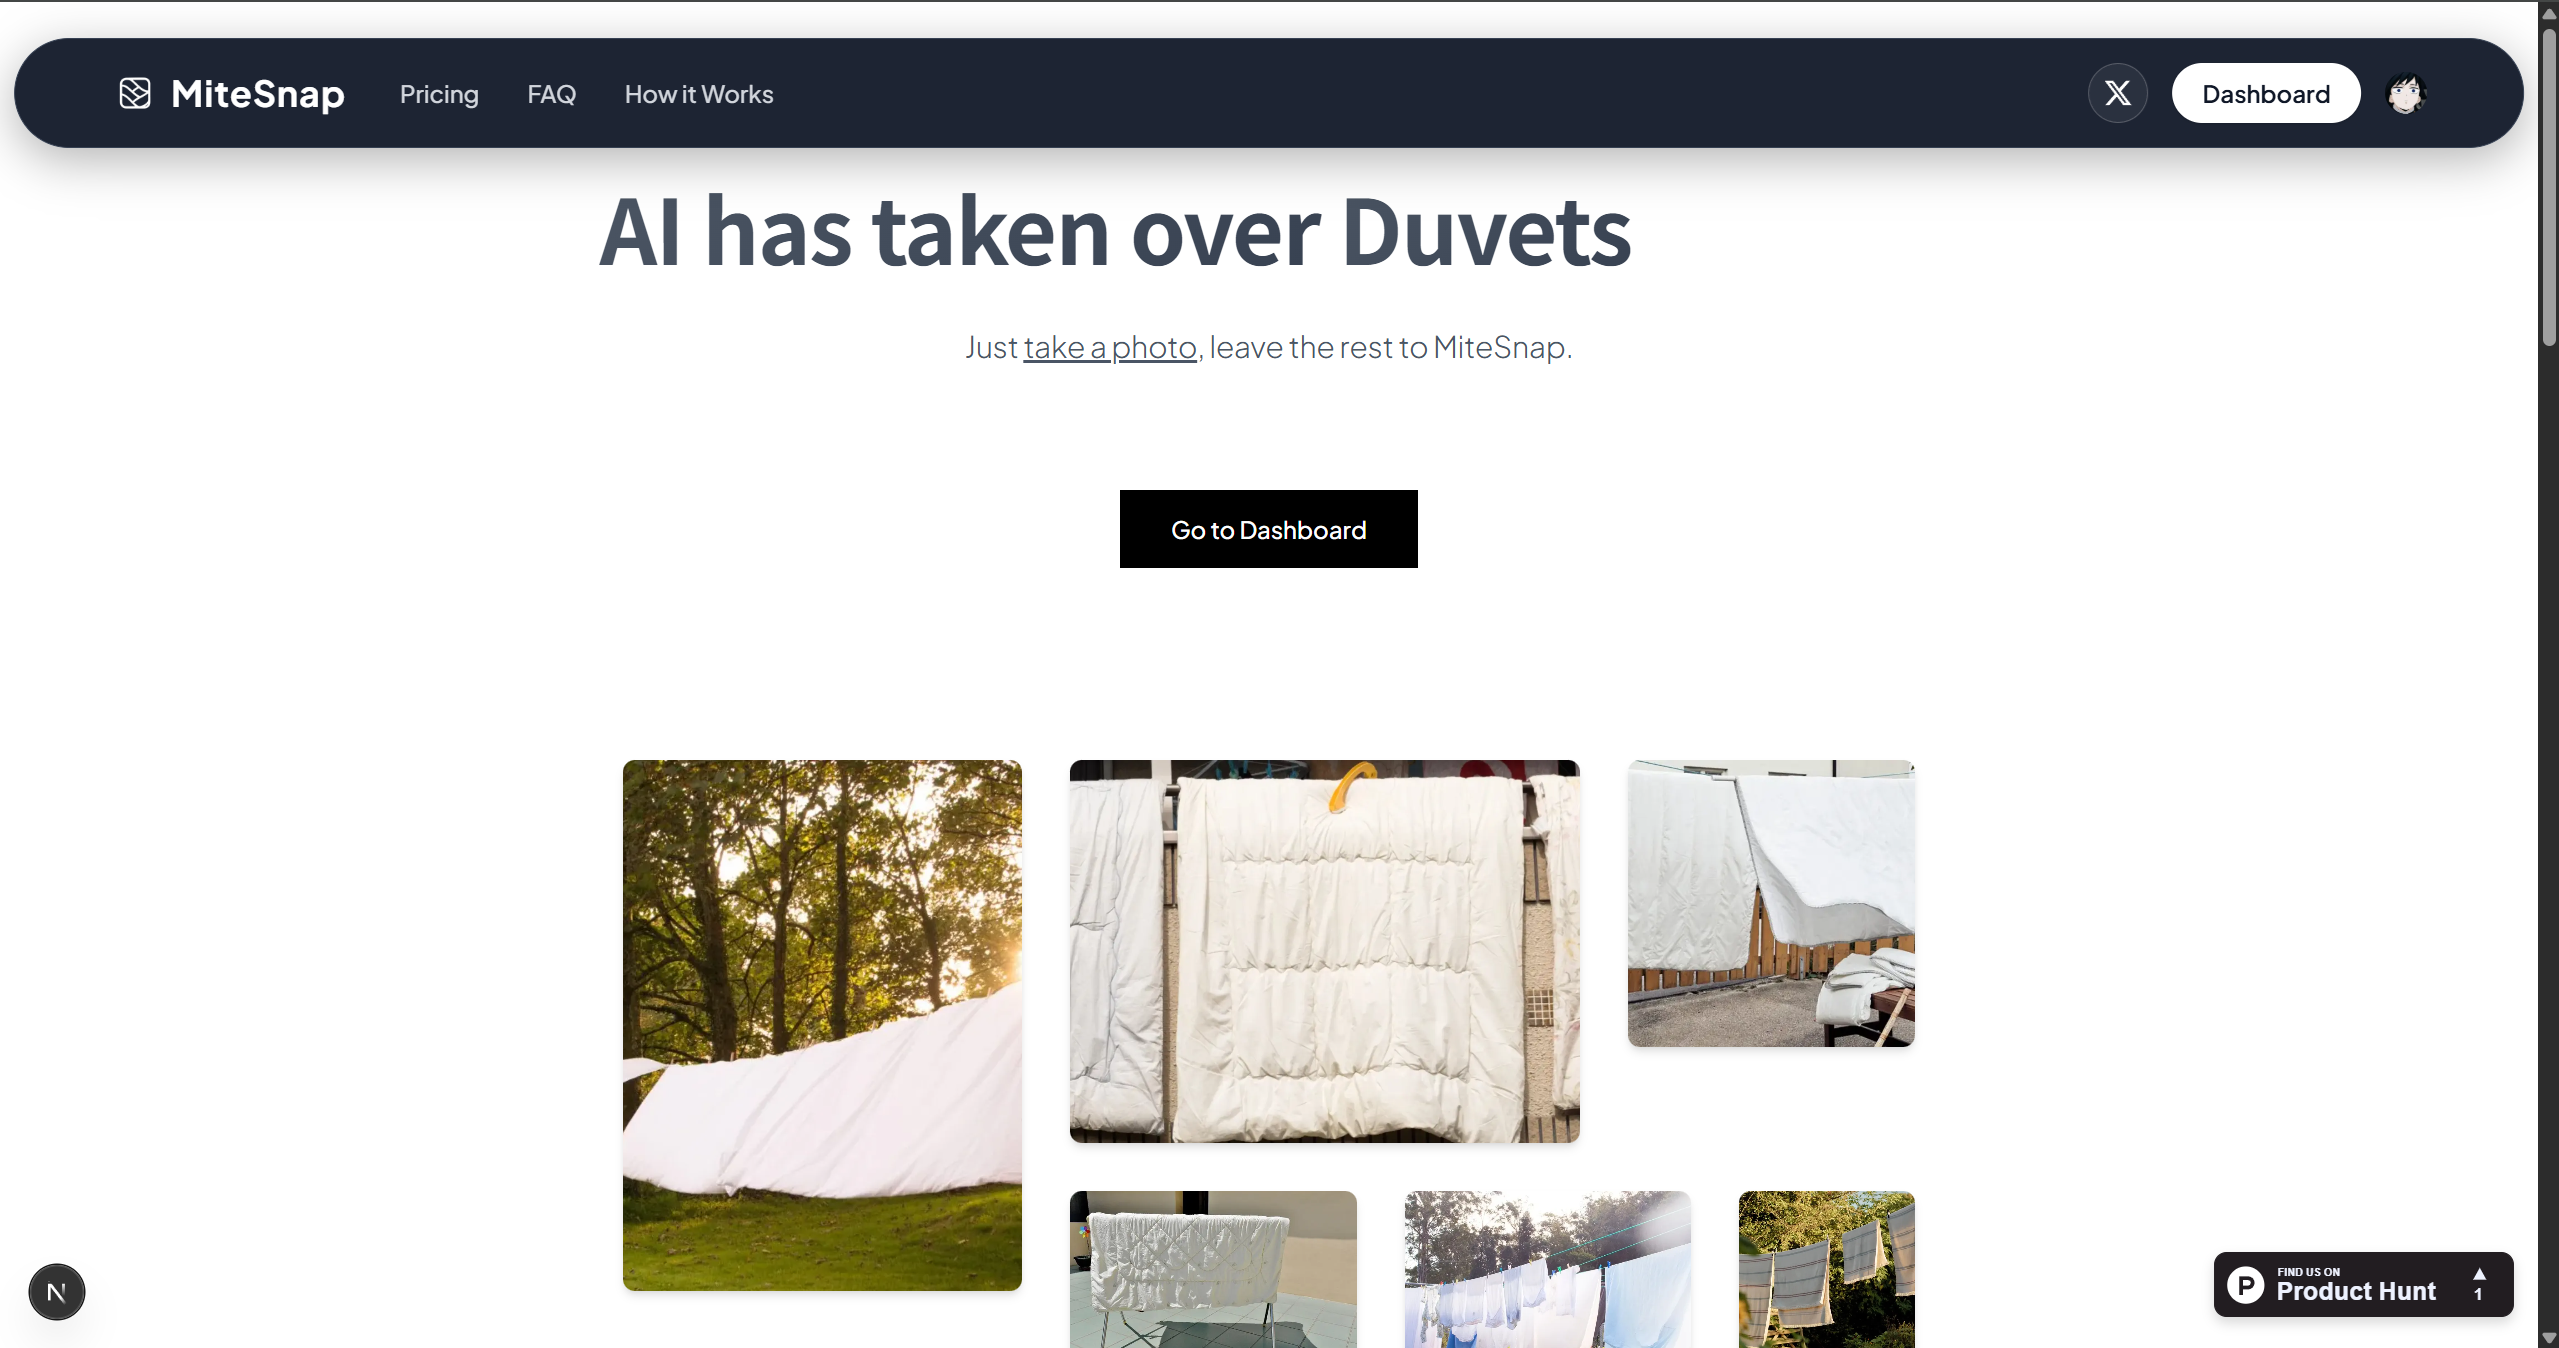 MiteSnap
Pricing
FAQ
How it Works
Dashboard
AI has taken over Duvets
Just take a photo, leave the rest to MiteSnap.
Go to Dashboard
N
P
FIND US ON
Product Hunt
▲
1